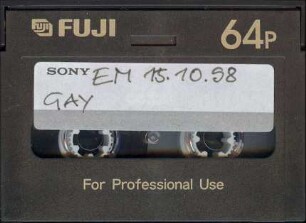 FUJI
64P
SONY EM 15.10.98
GAY
For Professional Use